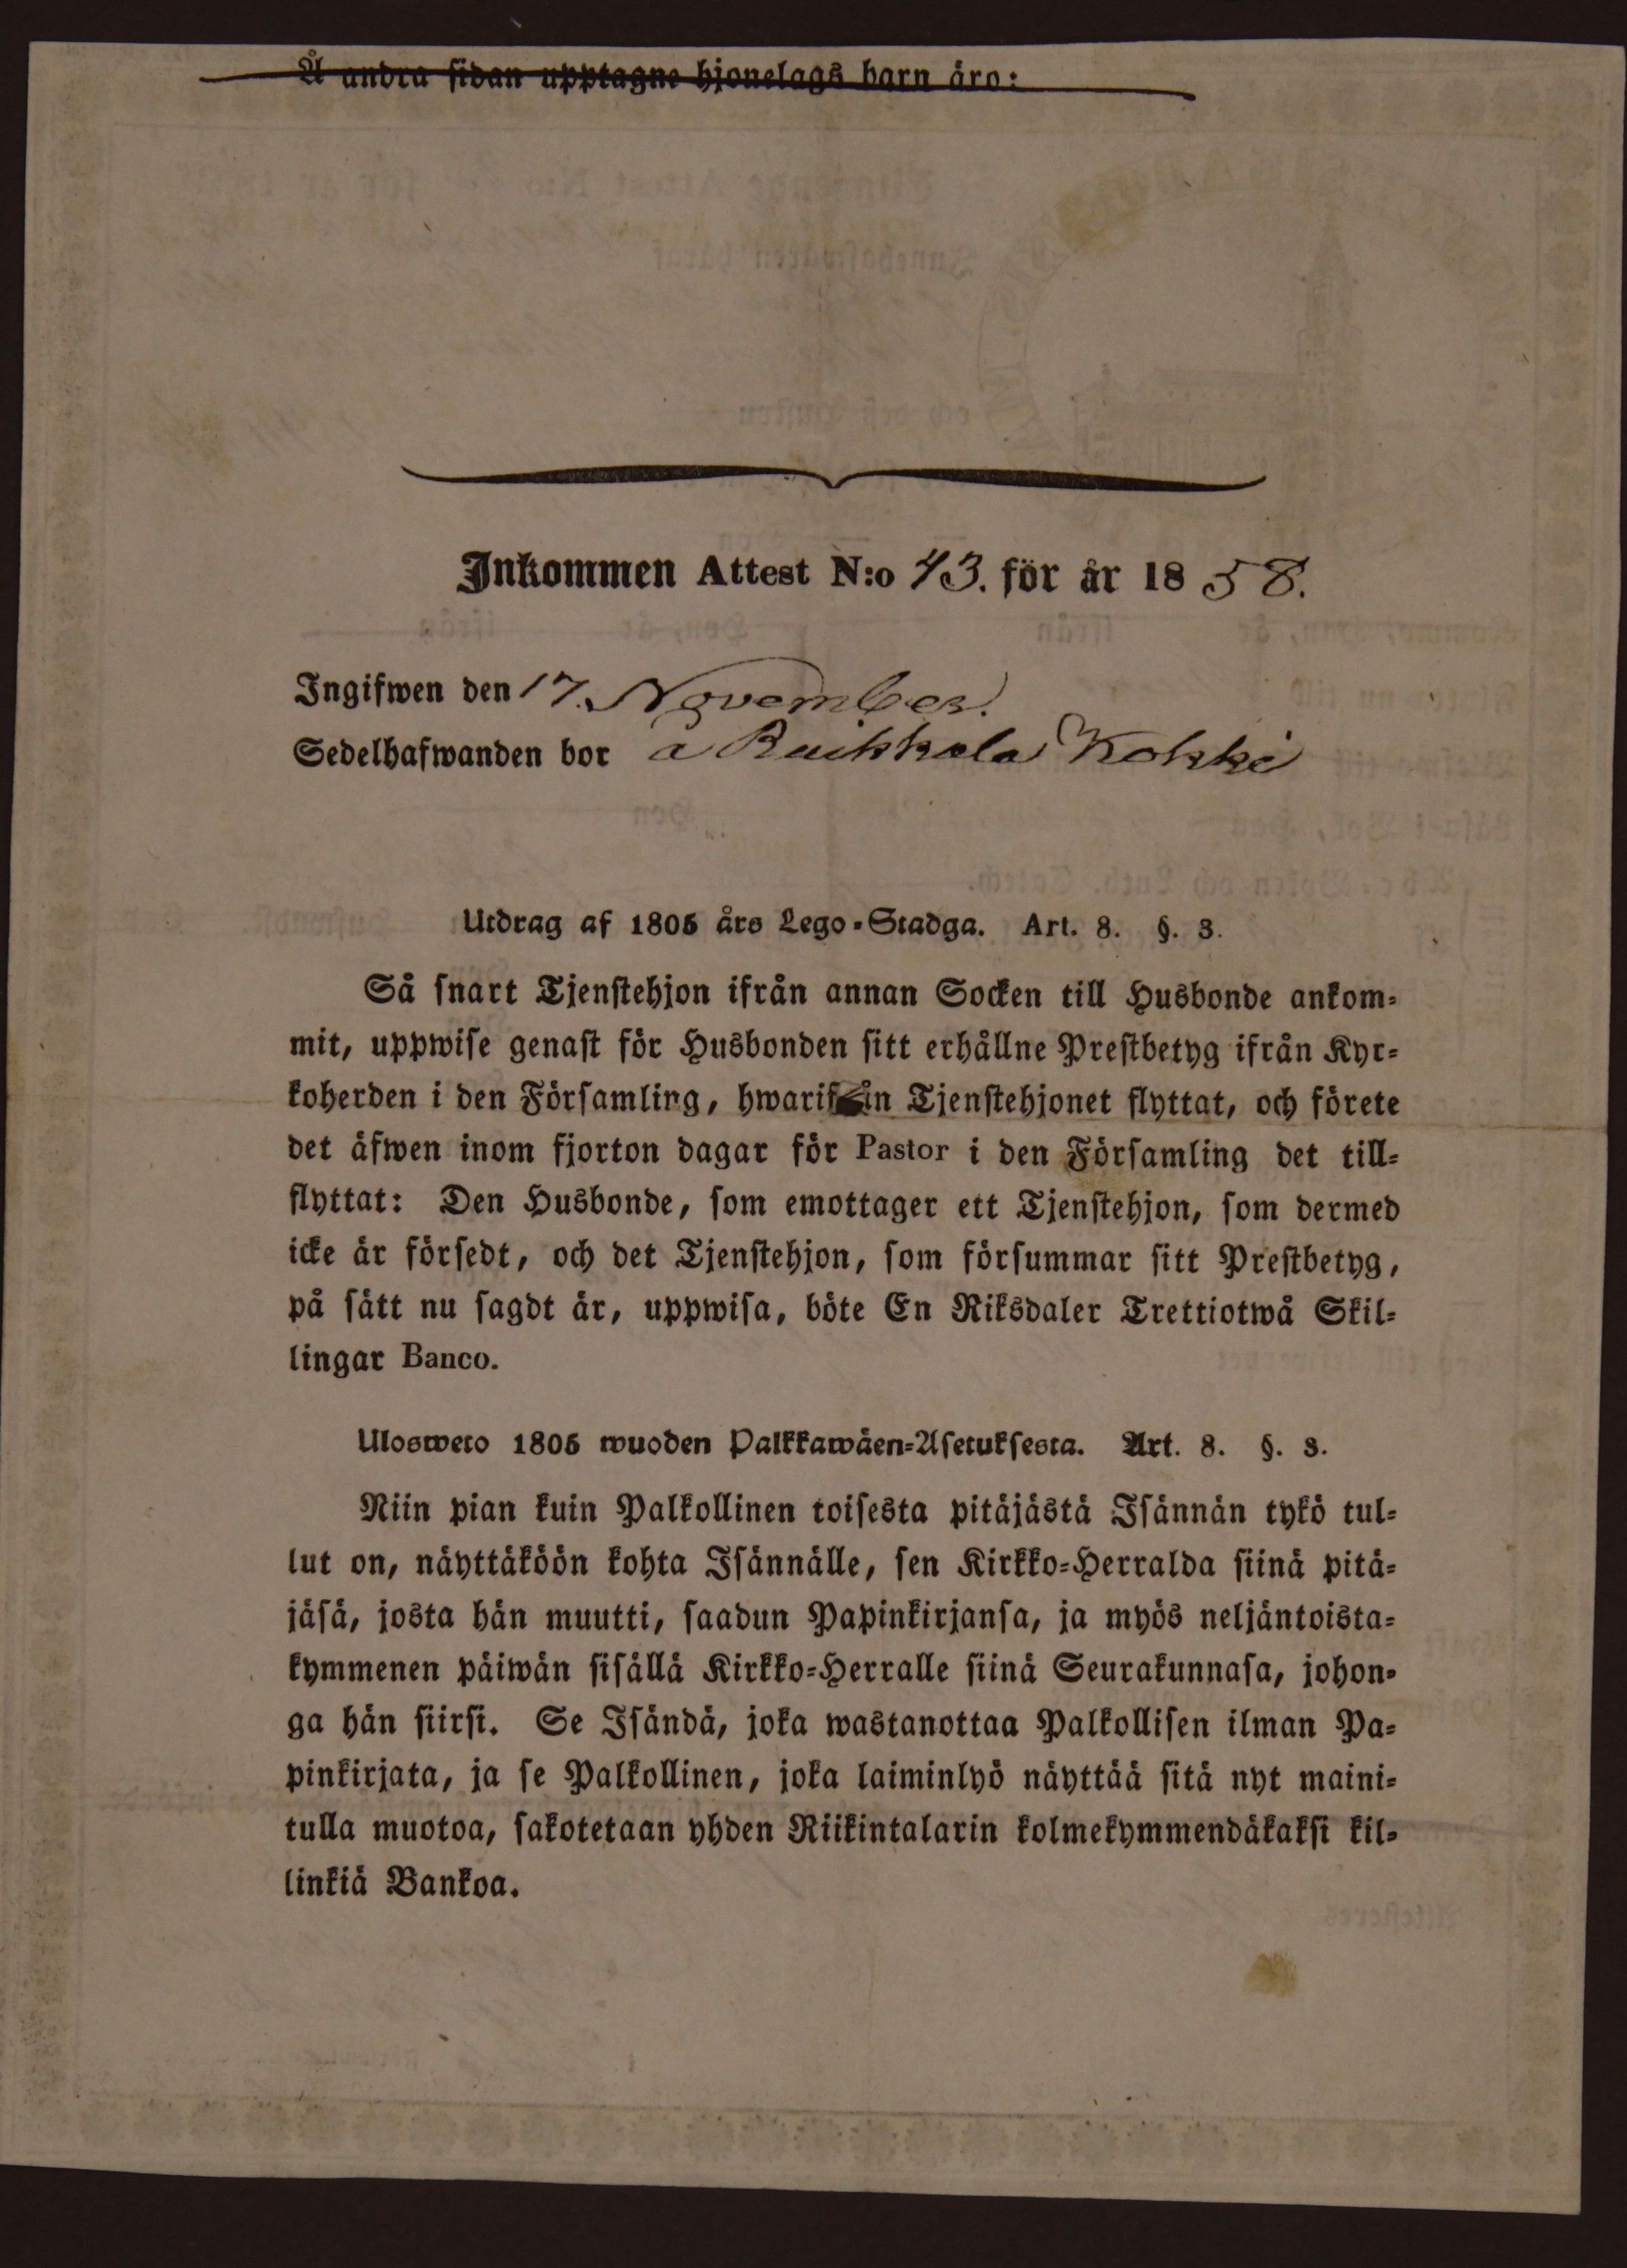 Å andra sidan upptagne hjonelags barn äro:
Inkommen Attest N:o 43. för år 1858.
Ingifwen den 17. November.
Sedelhafwanden bor å Raikkala Kokki
Utdrag af 1805 års Lego-Stadga. Art. 8. §. 3.
Så snart Tjenstehjon ifrån annan Socken till Husbonde ankom-
mit, uppwise genast för Husbonden sitt erhållne Prestbetyg ifrån Kyr-
koherden i den Församling, hwarifrån Tjenstehjonet flyttat, och förete
det äfwen inom fjorton dagar för Pastor i den Församling det till-
flyttat: Den Husbonde, som emottager ett Tjenstehjon, som dermed
icke är försedt, och det Tjenstehjon, som försummar sitt Prestbetyg,
på sätt nu sagdt är, uppwisa, böte En Riksdaler Trettiotwå Skil-
lingar Banco.
Ulosweto 1805 wuoden Palkkawäen-Asetuksesta. Art. 8. §. 3.
Niin pian kuin Palkollinen toisesta pitäjästä Isännän tykö tul-
lut on, näyttäköön kohta Isännälle, sen Kirkko-Herralda siinä pitä-
jäsä, josta hän muutti, saadun Papinkirjansa, ja myös neljäntoista-
kymmenen päiwän sisällä Kirkko-Herralle siinä Seurakunnasa, johon-
ga hän siirsi. Se Isändä, joka wastanottaa Palkollisen ilman Pa-
pinkirjata, ja se Palkollinen, joka laiminlyö näyttää sitä nyt maini-
tulla muotoa, sakotetaan yhden Riikintalarin kolmekymmendäkaksi kil-
linkiä Bankoa.